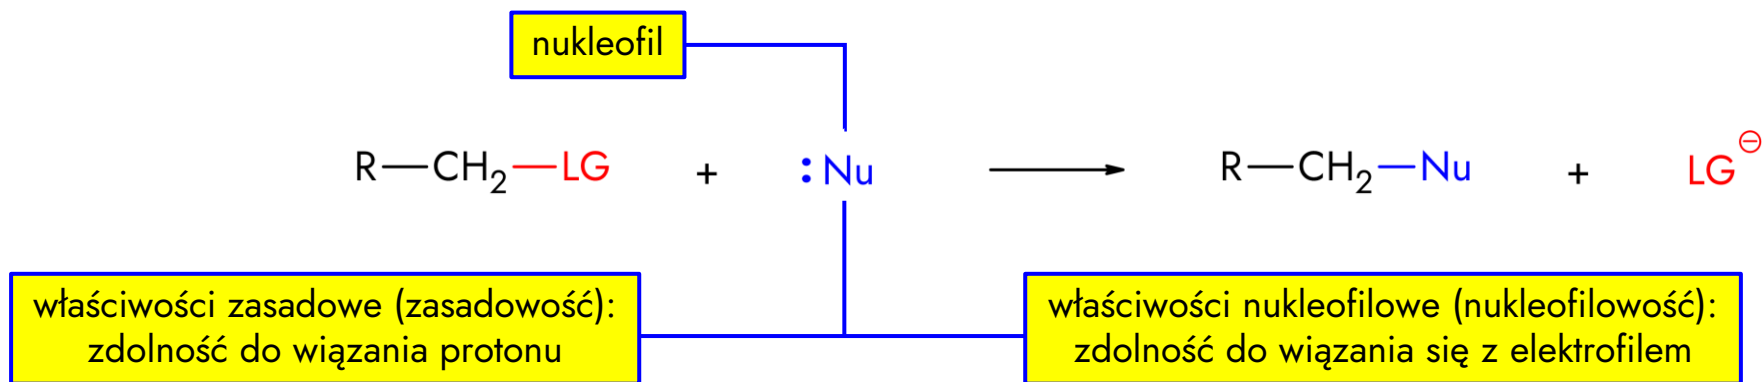 nukleofil
R—CH₂—LG + :Nu ⟶ R—CH₂—Nu + LG⊖
właściwości zasadowe (zasadowość):
zdolność do wiązania protonu
właściwości nukleofilowe (nukleofilowość):
zdolność do wiązania się z elektrofilem